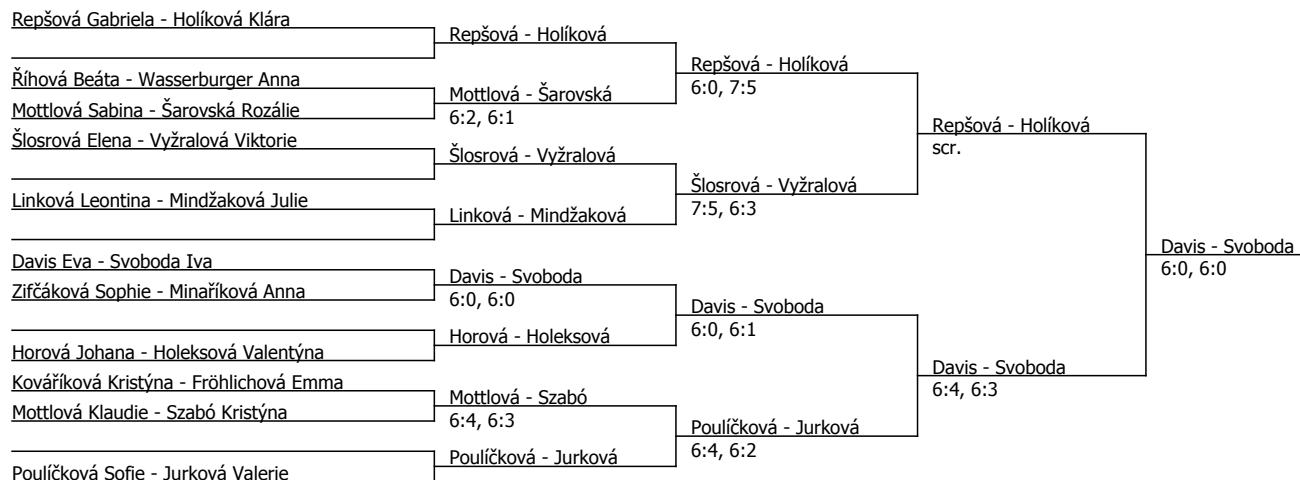 Repšová Gabriela - Holíková Klára
Říhová Beáta - Wasserburger Anna
Mottlová Sabina - Šarovská Rozálie
Šlosrová Elena - Vyžralová Viktorie
Linková Leontina - Mindžaková Julie
Davis Eva - Svoboda Iva
Zifčáková Sophie - Minaříková Anna
Horová Johana - Holeksová Valentýna
Kováříková Kristýna - Fröhlichová Emma
Mottlová Klaudie - Szabó Kristýna
Poulíčková Sofie - Jurková Valerie
Repšová - Holíková
Mottlová - Šarovská
6:2, 6:1
Šlosrová - Vyžralová
Linková - Mindžaková
Davis - Svoboda
6:0, 6:0
Horová - Holeksová
Mottlová - Szabó
6:4, 6:3
Poulíčková - Jurková
Repšová - Holíková
6:0, 7:5
Šlosrová - Vyžralová
7:5, 6:3
Davis - Svoboda
6:0, 6:1
Poulíčková - Jurková
6:4, 6:2
Repšová - Holíková
scr.
Davis - Svoboda
6:4, 6:3
Davis - Svoboda
6:0, 6:0